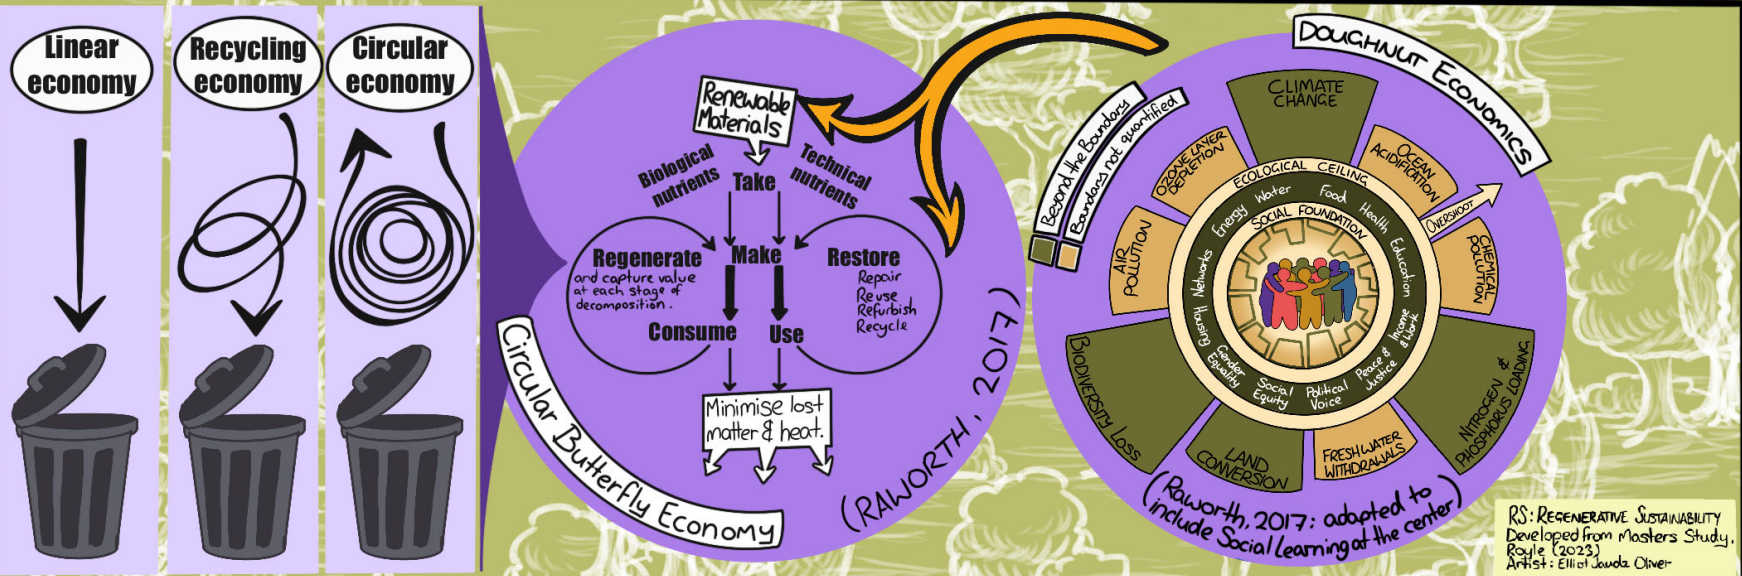 Linear
economy
Recycling
economy
Circular
economy
Renewable
Materials
Biological
nutrients
Technical
nutrients
Take
Make
Regenerate
and capture value
at each stage of
decomposition.
Restore
Repair
Reuse
Refurbish
Recycle
Consume
Use
Minimise lost
matter & heat.
Circular Butterfly Economy
(RAWORTH, 2017)
DOUGHNUT ECONOMICS
Beyond the Boundary
Boundary not quantified
CLIMATE
CHANGE
OCEAN
ACIDIFICATION
OVERSHOOT
CHEMICAL
POLLUTION
NITROGEN &
PHOSPHORUS LOADING
FRESHWATER
WITHDRAWALS
LAND
CONVERSION
BIODIVERSITY LOSS
AIR
POLLUTION
OZONE LAYER
DEPLETION
ECOLOGICAL CEILING
Water
Food
Health
Education
Income
& Work
Peace &
Justice
Political
Voice
Social
Equity
Gender
Equality
Housing
Networks
Energy
SOCIAL FOUNDATION
(Raworth, 2017: adapted to
include Social Learning at the center)
RS: REGENERATIVE SUSTAINABILITY
Developed from Masters Study,
Royle (2023)
Artist: Elliot Oliver